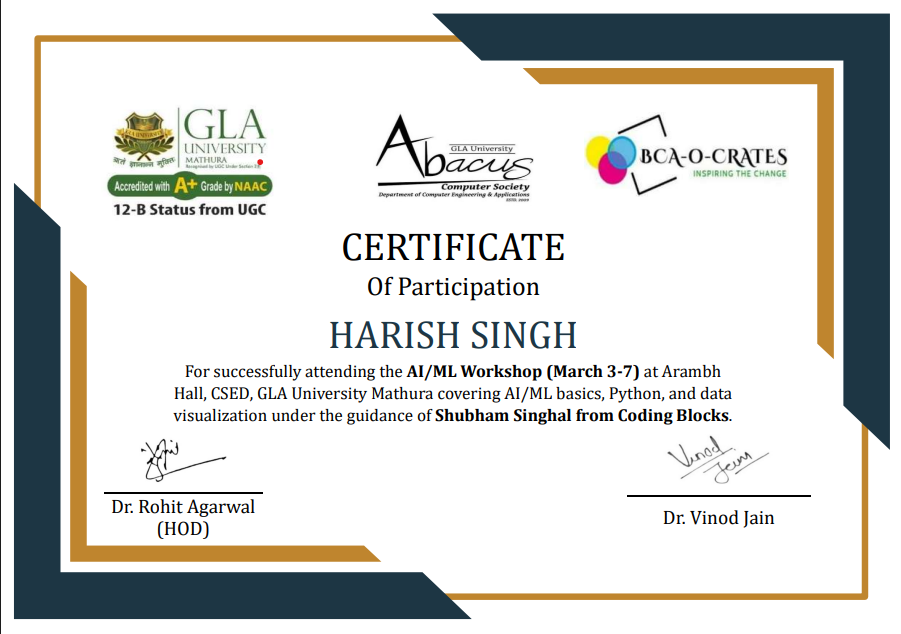 GLA UNIVERSITY
GLA
UNIVERSITY
MATHURA
Recognised by UGC Under Section 2(f)
Accredited with A+ Grade by NAAC
12-B Status from UGC
GLA University
Abacus
Computer Society
Department of Computer Engineering & Applications
BCA-O-CRATES
INSPIRING THE CHANGE
CERTIFICATE
Of Participation
HARISH SINGH
For successfully attending the AI/ML Workshop (March 3-7) at Arambh
Hall, CSED, GLA University Mathura covering AI/ML basics, Python, and data
visualization under the guidance of Shubham Singhal from Coding Blocks.
Vinod
Jain
Dr. Rohit Agarwal
(HOD)
Dr. Vinod Jain